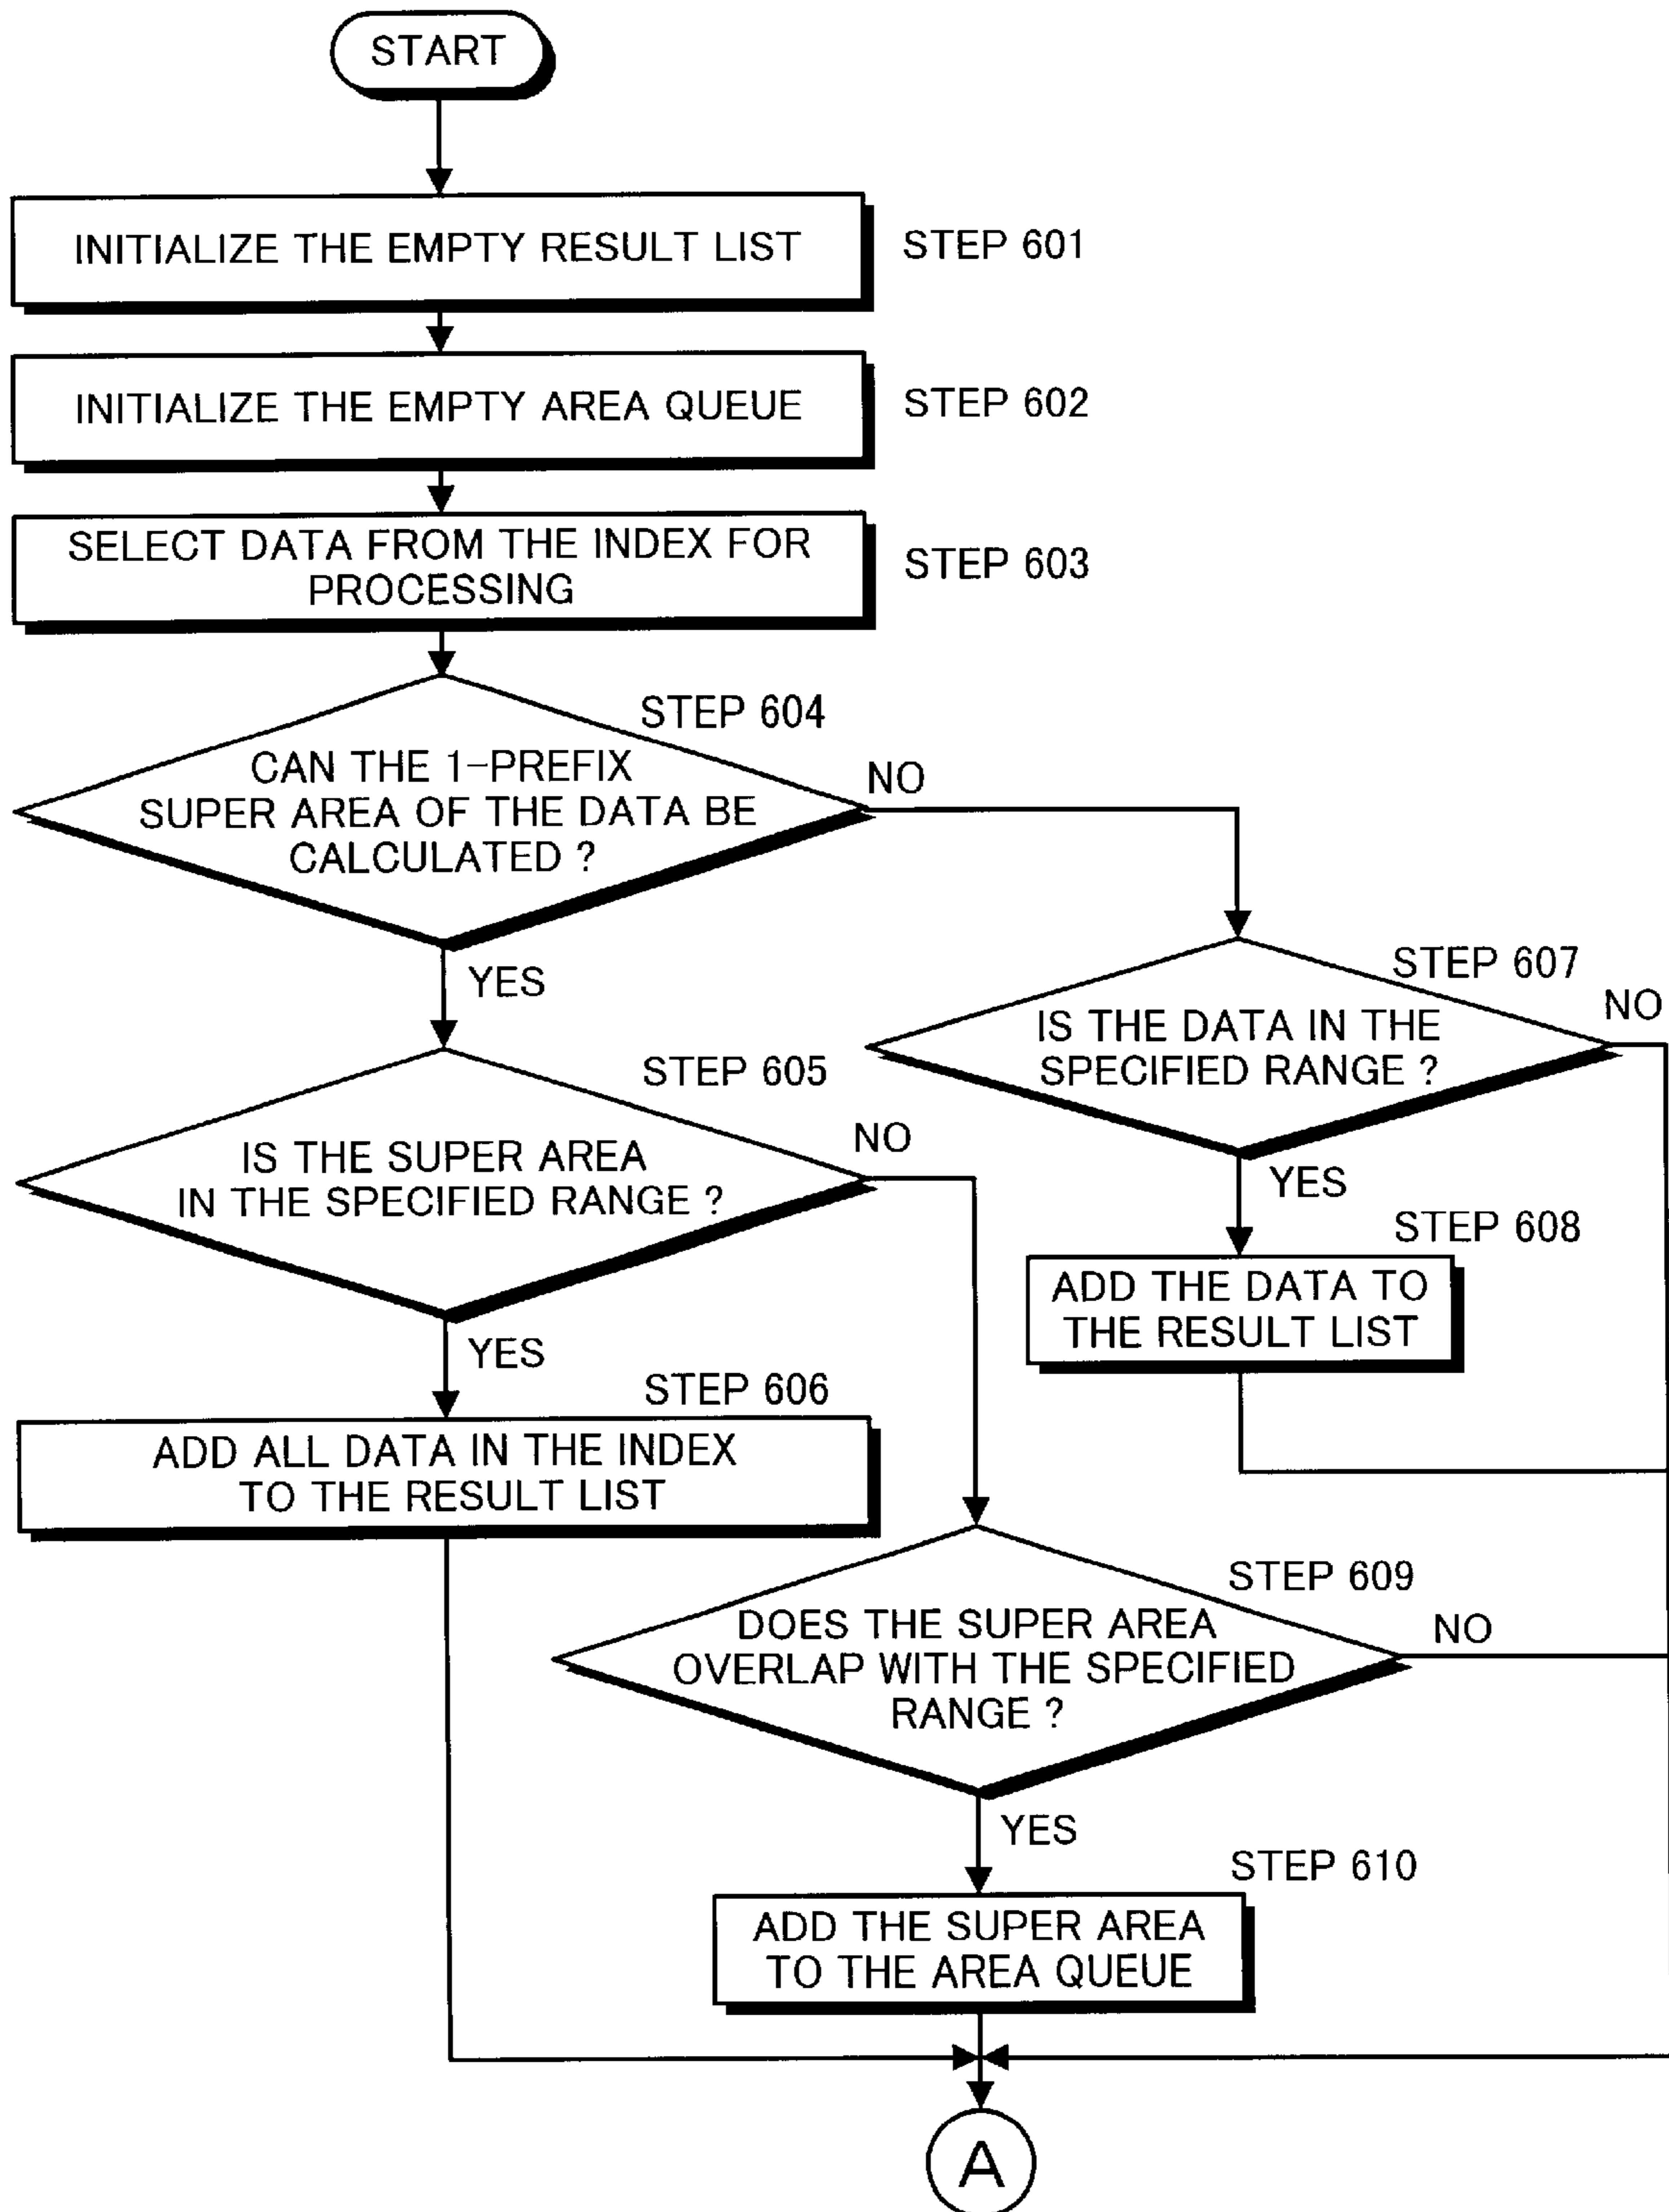 START
INITIALIZE THE EMPTY RESULT LIST
STEP 601
INITIALIZE THE EMPTY AREA QUEUE
STEP 602
SELECT DATA FROM THE INDEX FOR
PROCESSING
STEP 603
STEP 604
CAN THE 1-PREFIX
SUPER AREA OF THE DATA BE
CALCULATED ?
NO
YES
STEP 607
IS THE DATA IN THE
SPECIFIED RANGE ?
NO
YES
STEP 605
IS THE SUPER AREA
IN THE SPECIFIED RANGE ?
NO
YES
STEP 608
ADD THE DATA TO
THE RESULT LIST
STEP 606
ADD ALL DATA IN THE INDEX
TO THE RESULT LIST
STEP 609
DOES THE SUPER AREA
OVERLAP WITH THE SPECIFIED
RANGE ?
NO
YES
STEP 610
ADD THE SUPER AREA
TO THE AREA QUEUE
A